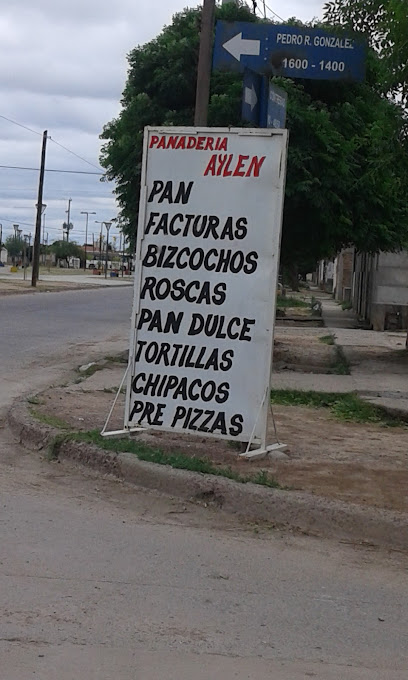 PEDRO R. GONZALEZ
1600 - 1400
PANADERIA
AYLEN
PAN
FACTURAS
BIZCOCHOS
ROSCAS
PAN DULCE
TORTILLAS
CHIPACOS
PRE PIZZAS